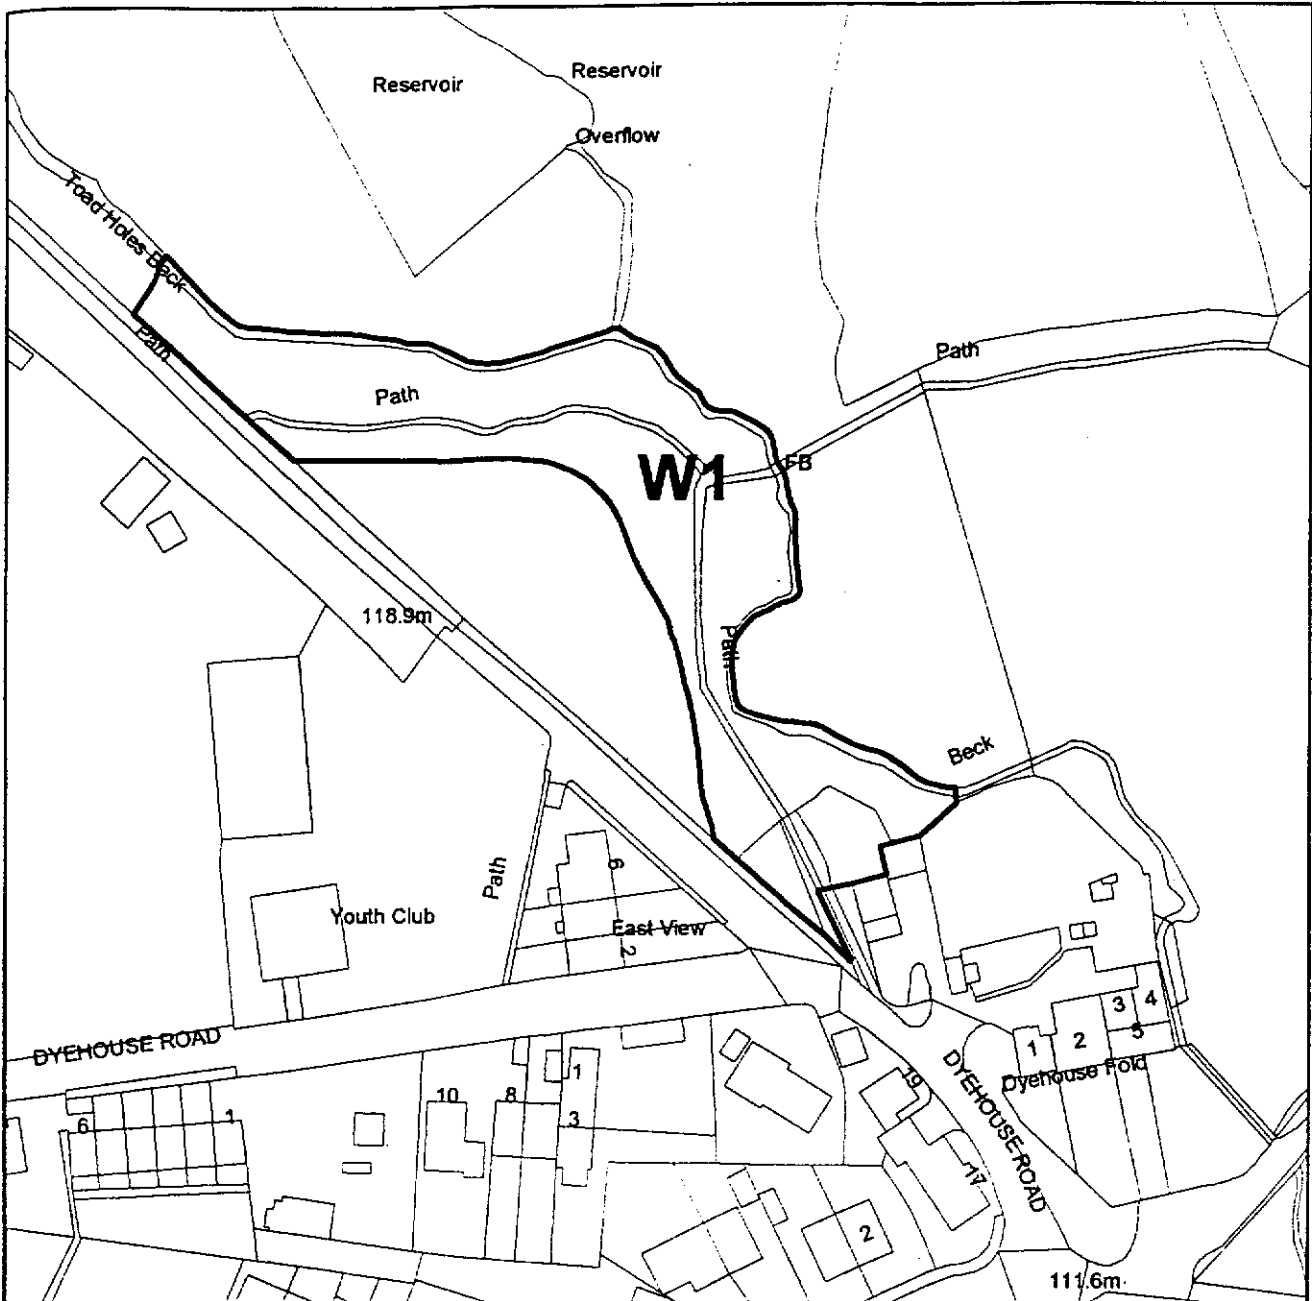 Reservoir
Reservoir
Overflow
Toad Holes Beck
Path
Path
Path
W1
FB
118.9m
Path
Beck
Path
6
Youth Club
East View
2
DYEHOUSE ROAD
3
4
1
2
5
Dyehouse Fold
DYEHOUSE ROAD
19
17
10
8
1
3
6
1
2
111.6m